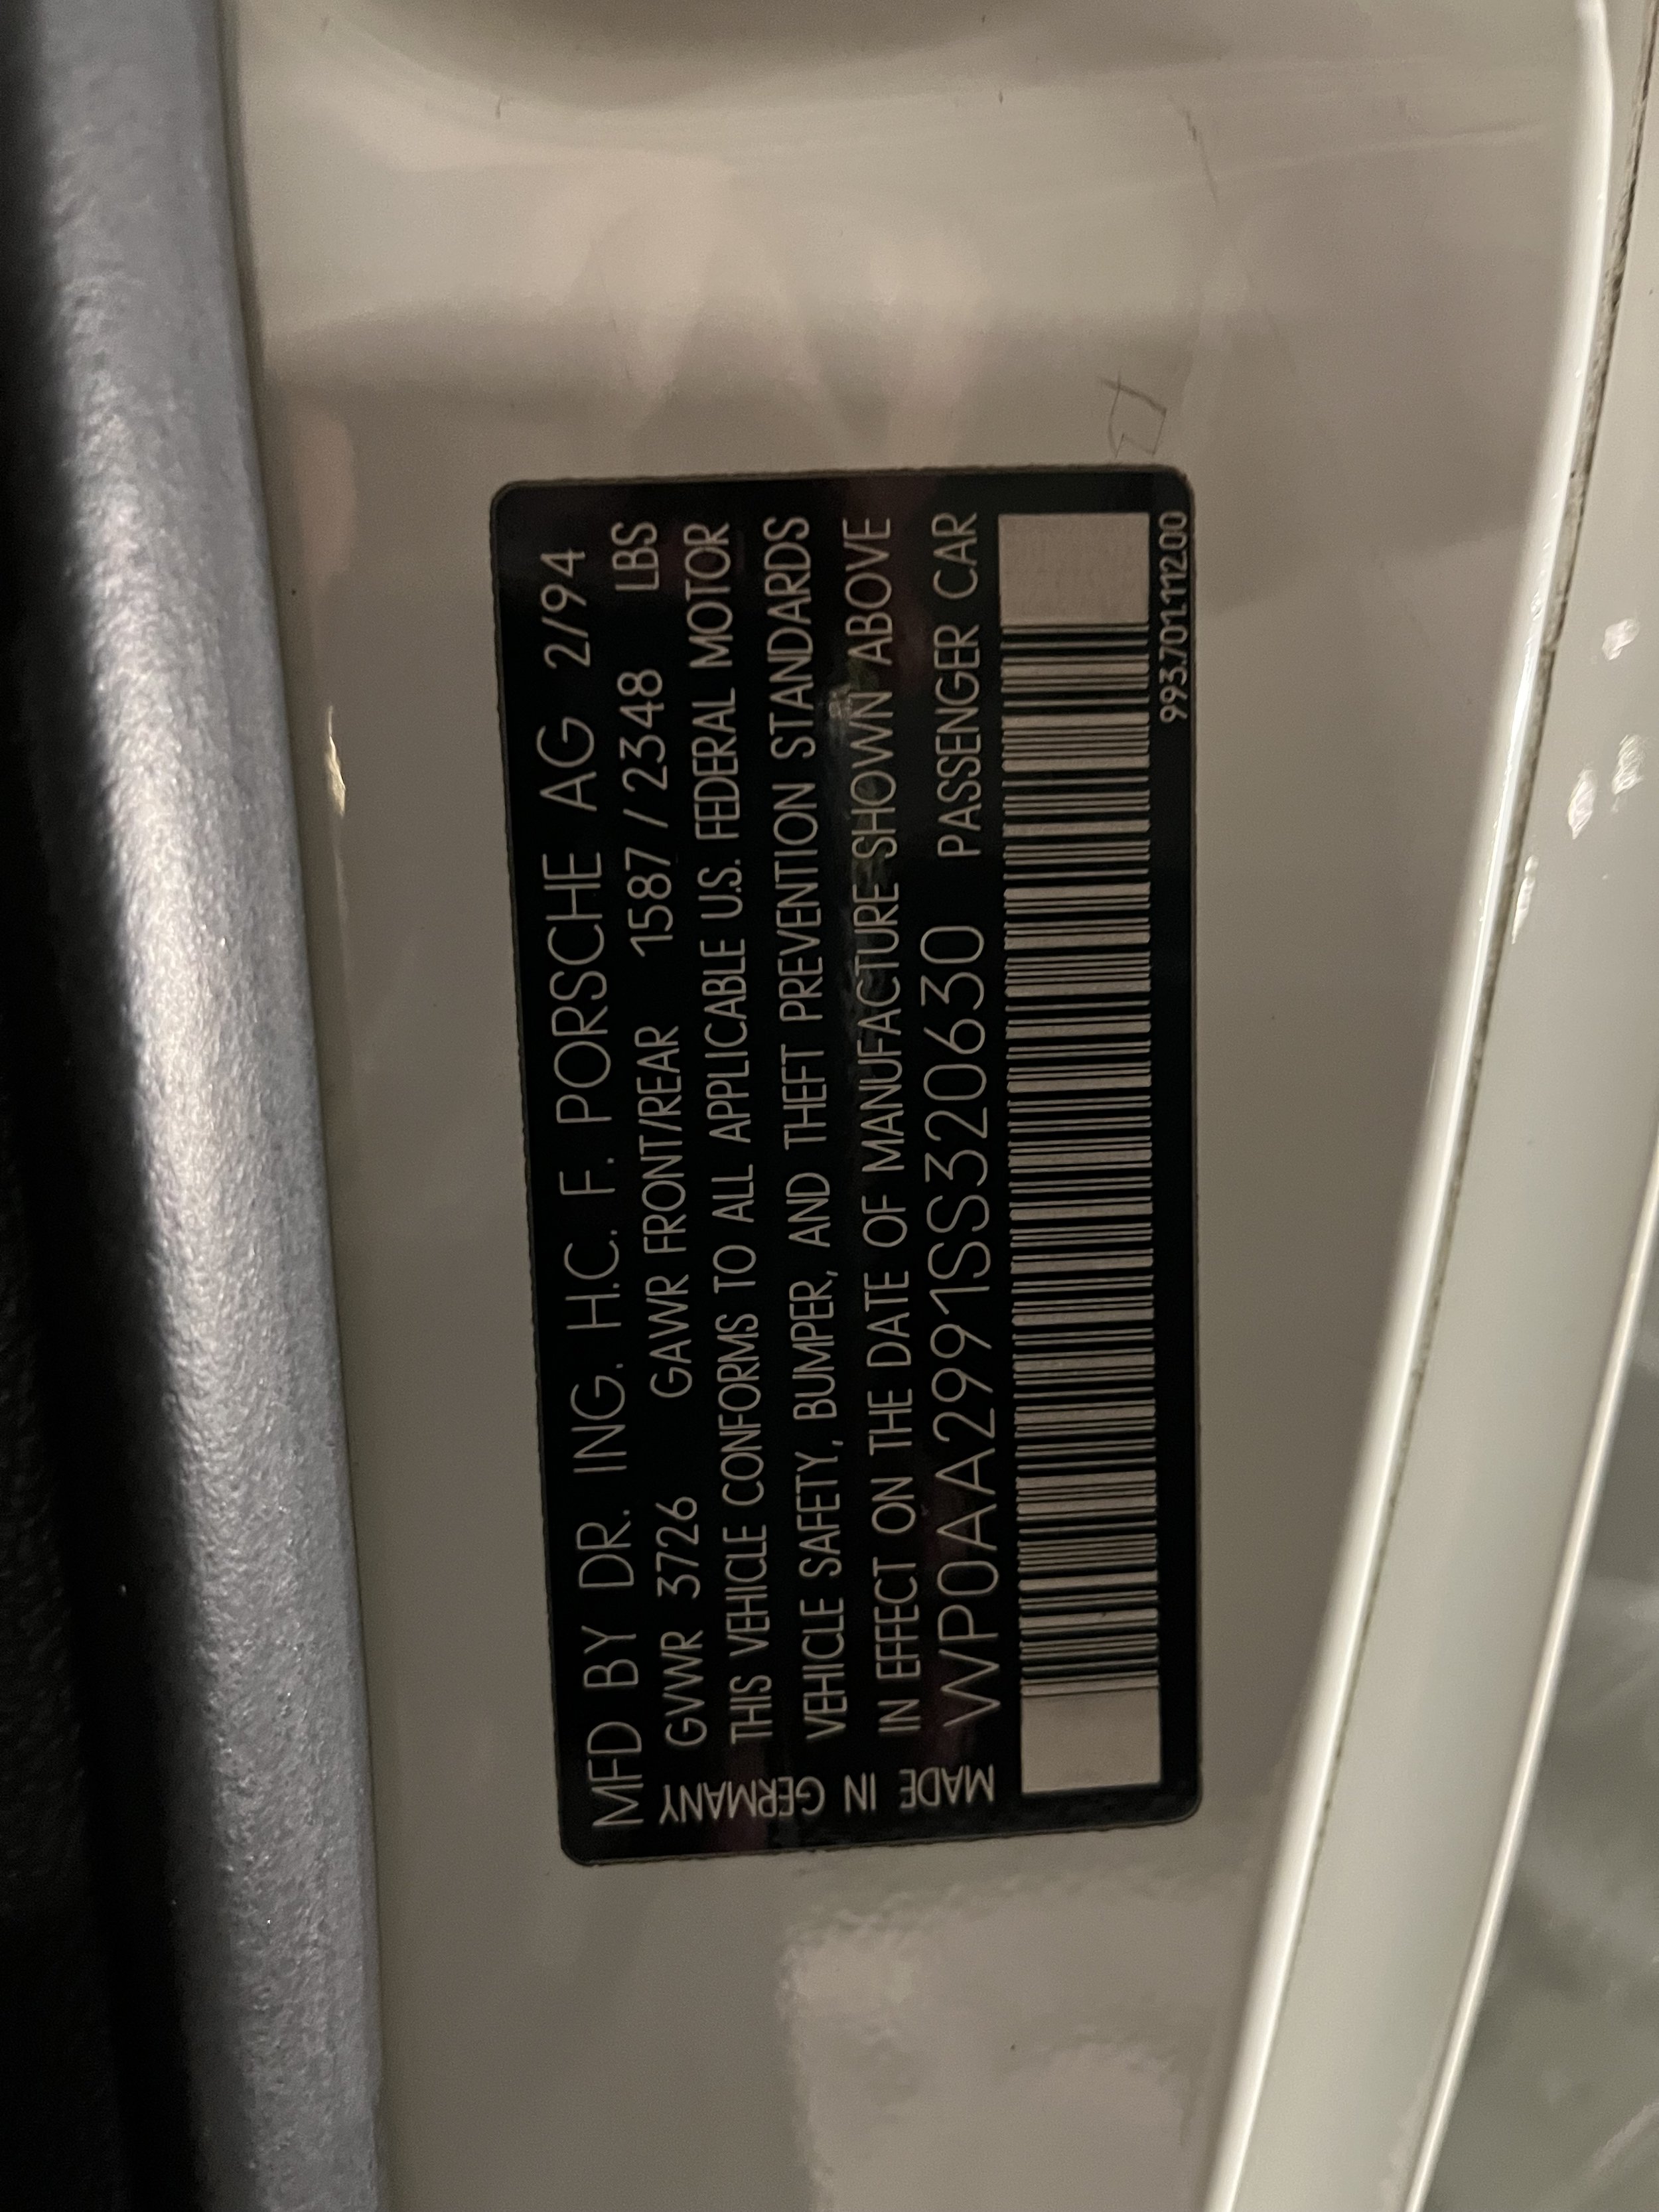 MFD BY DR. ING. H.C. F. PORSCHE AG 2/94
GVWR 3726 GAWR FRONT/REAR 1587 / 2348 LBS
THIS VEHICLE CONFORMS TO ALL APPLICABLE U.S. FEDERAL MOTOR
VEHICLE SAFETY, BUMPER, AND THEFT PREVENTION STANDARDS
IN EFFECT ON THE DATE OF MANUFACTURE SHOWN ABOVE
WP0AA2991SS320630 PASSENGER CAR
MADE IN GERMANY
993.701.112.00